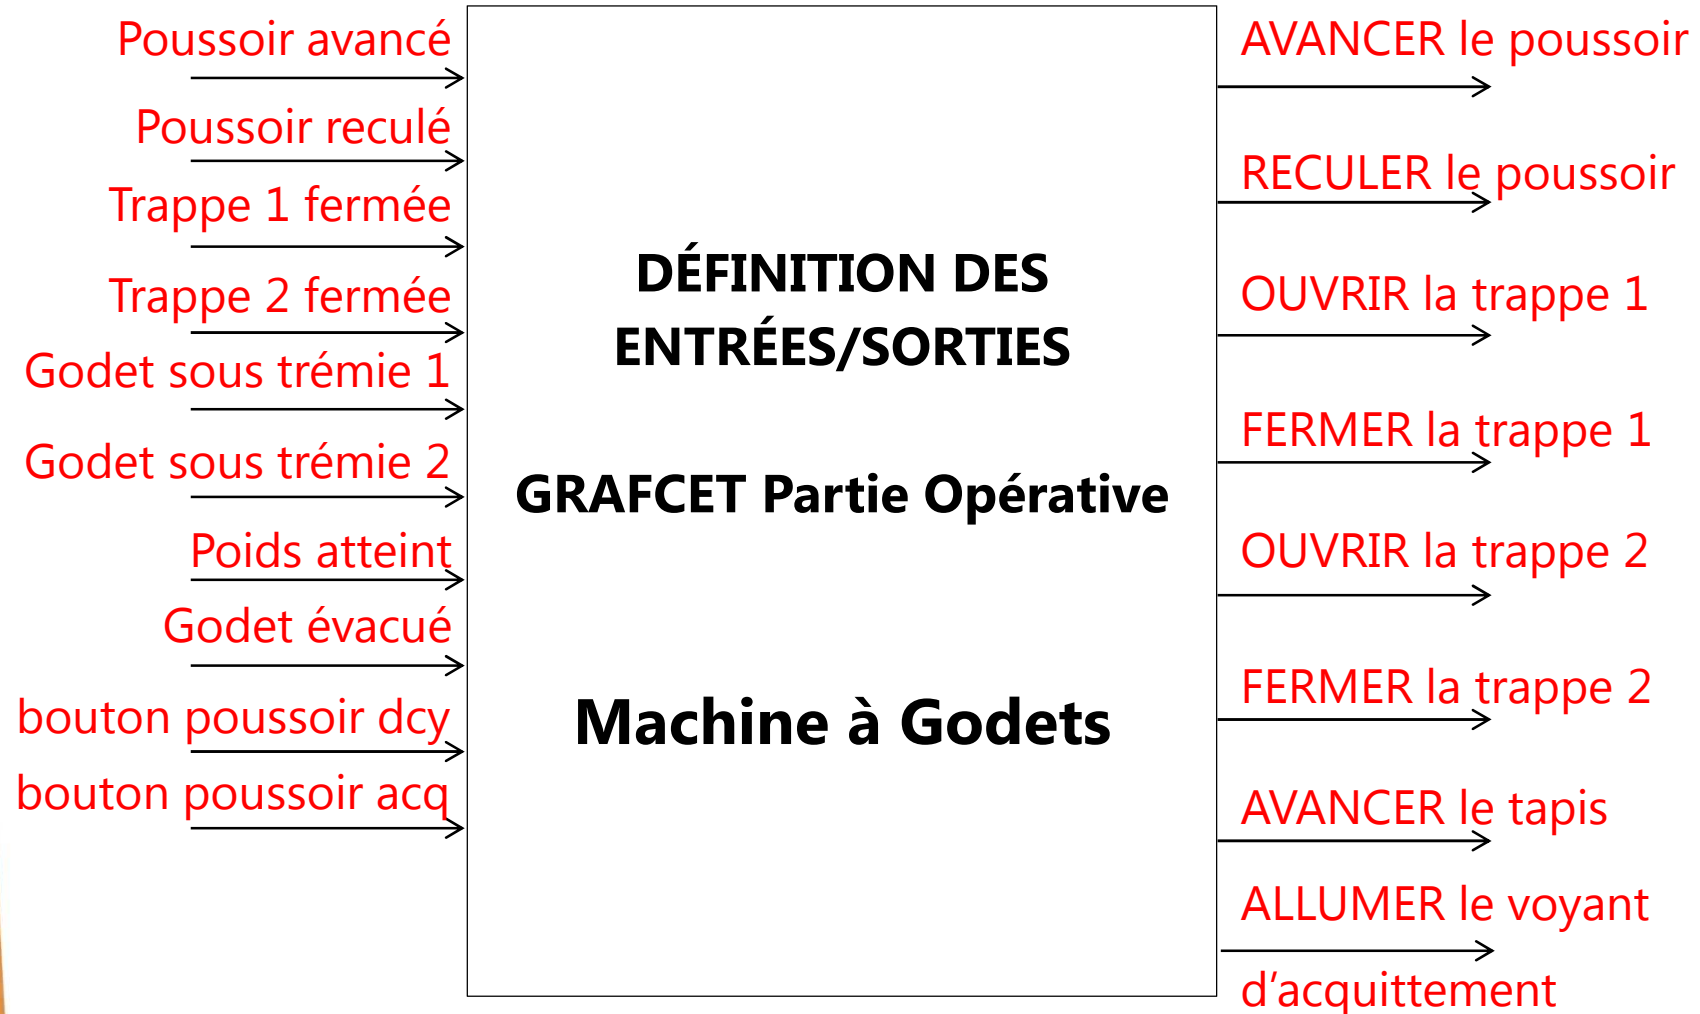 Poussoir avancé
Poussoir reculé
Trappe 1 fermée
Trappe 2 fermée
Godet sous trémie 1
Godet sous trémie 2
Poids atteint
Godet évacué
bouton poussoir dcy
bouton poussoir acq
DÉFINITION DES
ENTRÉES/SORTIES
GRAFCET Partie Opérative
Machine à Godets
AVANCER le poussoir
RECULER le poussoir
OUVRIR la trappe 1
FERMER la trappe 1
OUVRIR la trappe 2
FERMER la trappe 2
AVANCER le tapis
ALLUMER le voyant
d’acquittement